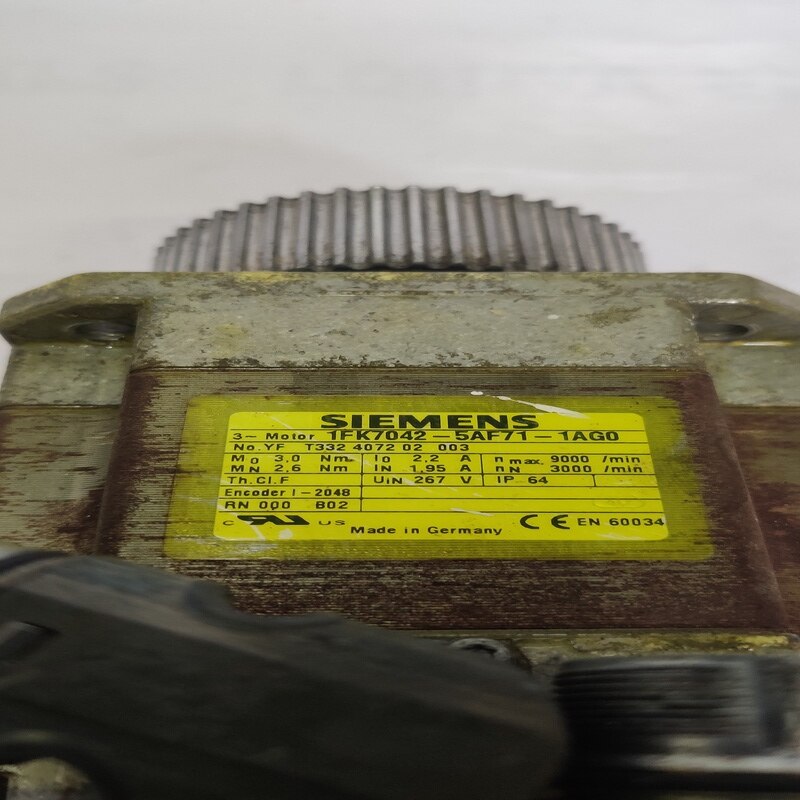 SIEMENS
3~ Motor 1FK7042-5AF71-1AG0
No.YF T332 4072 02 003
M0 3,0 Nm I0 2,2 A n max. 9000 /min
MN 2,6 Nm IN 1,95 A nN 3000 /min
Th.Cl.F UIN 267 V IP 64
Encoder I-2048
RN 000 B02
C US Made in Germany CE EN 60034